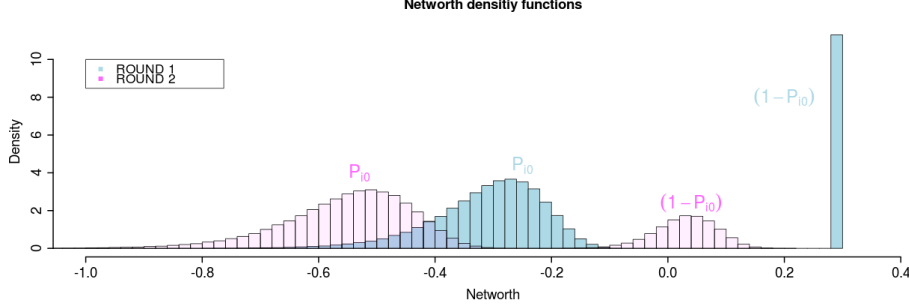 Networth densitiy functions
ROUND 1
ROUND 2
(1−Pi0)
Pi0
Pi0
(1−Pi0)
Density
0
2
4
6
8
10
-1.0
-0.8
-0.6
-0.4
-0.2
0.0
0.2
0.4
Networth